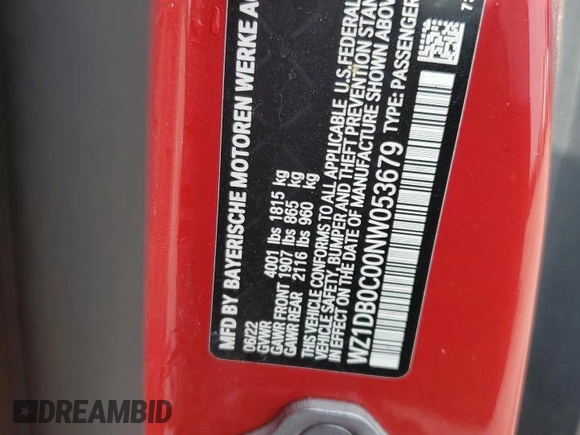 MFD BY BAYERISCHE MOTOREN WERKE AG
06/22
GVWR 4001 lbs 1815 kg
GAWR FRONT 1907 lbs 865 kg
GAWR REAR 2116 lbs 960 kg
THIS VEHICLE CONFORMS TO ALL APPLICABLE U.S. FEDERAL
VEHICLE SAFETY, BUMPER AND THEFT PREVENTION STAN
IN EFFECT ON THE DATE OF MANUFACTURE SHOWN ABOV
WZ1DB0C00NW053679 TYPE: PASSENGER
DREAMBID